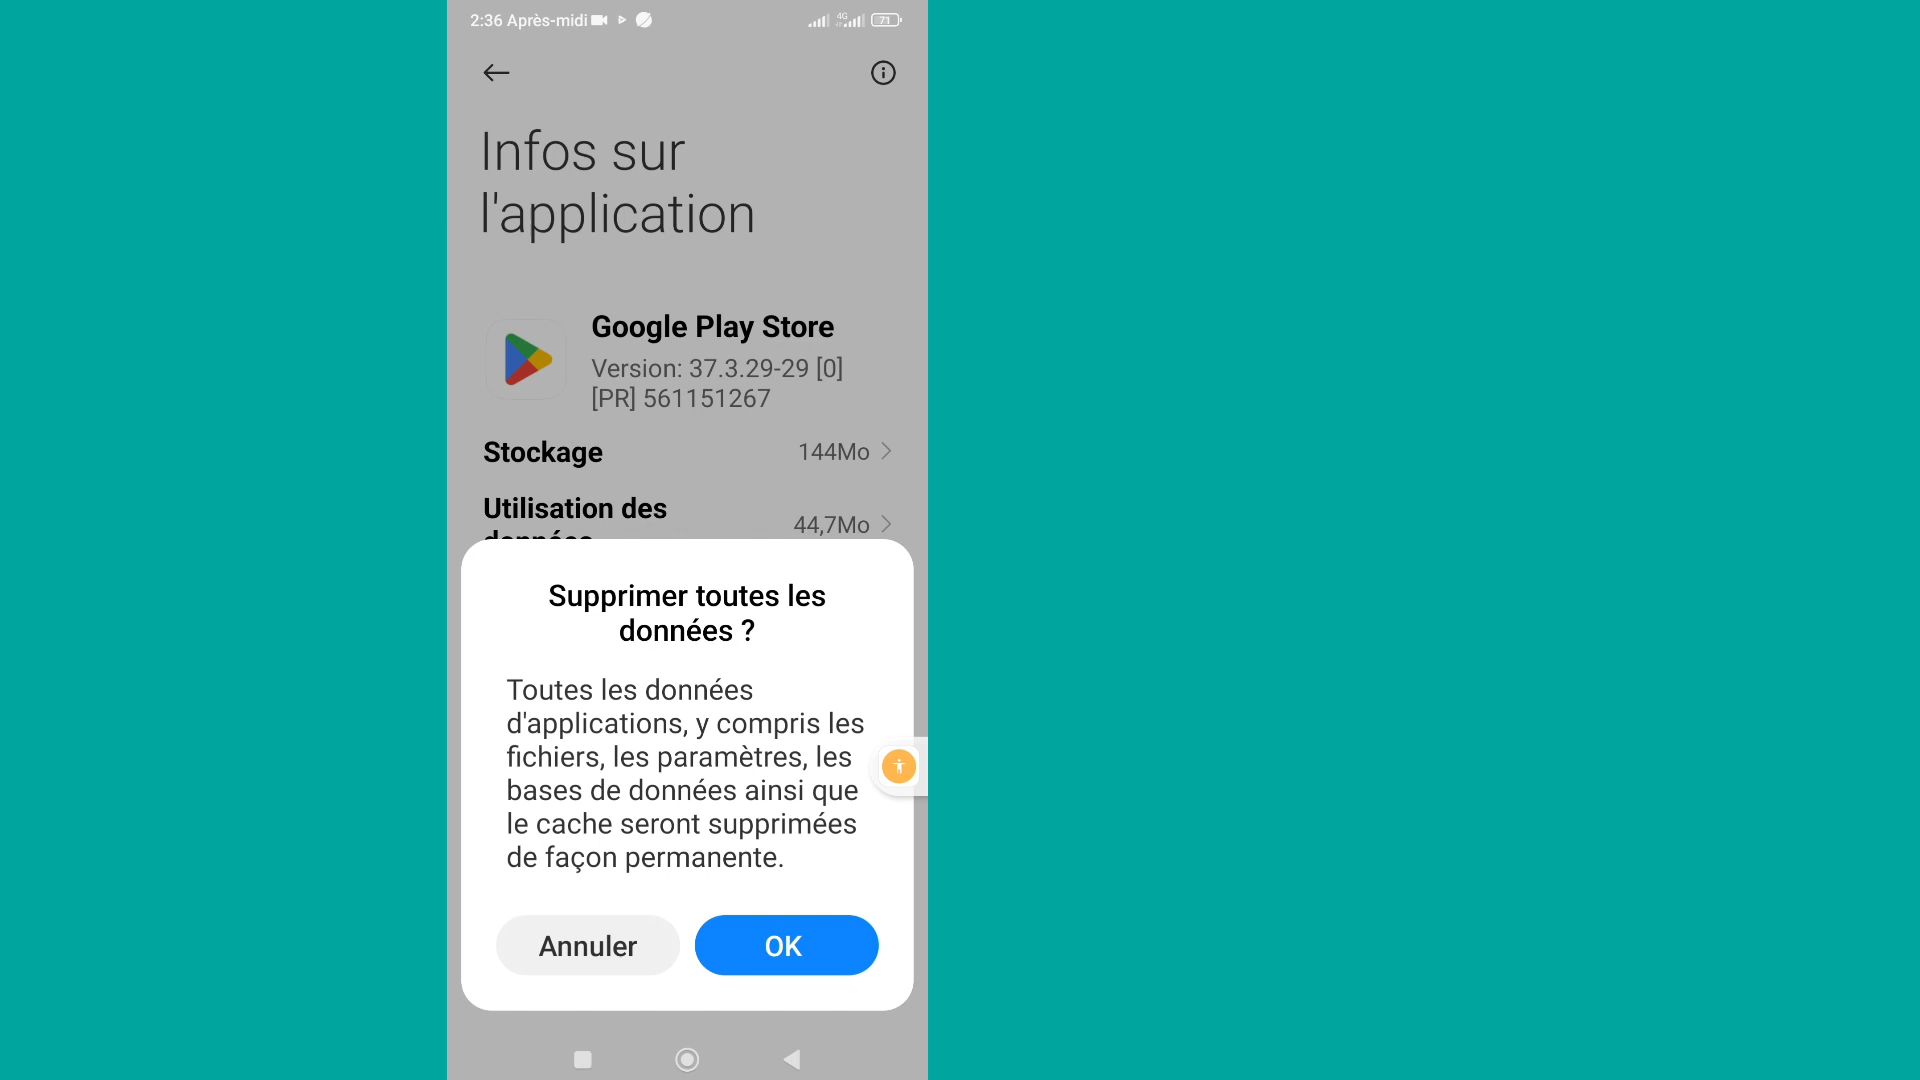 2:36 Après-midi
4G
71
Infos sur
l'application
Google Play Store
Version: 37.3.29-29 [0]
[PR] 561151267
Stockage
144Mo
Utilisation des
44,7Mo
données
Supprimer toutes les
données ?
Toutes les données
d'applications, y compris les
fichiers, les paramètres, les
bases de données ainsi que
le cache seront supprimées
de façon permanente.
Annuler
OK